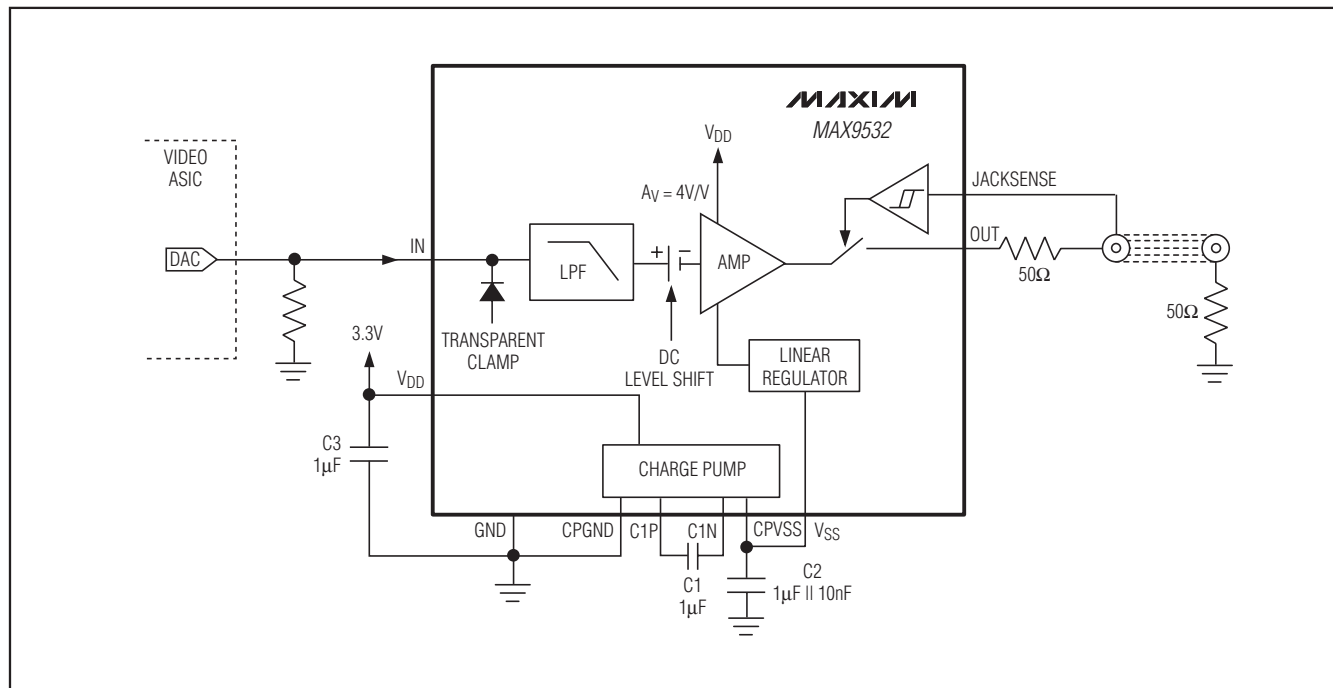 MAXIM
MAX9532
VDD
VIDEO
ASIC
AV = 4V/V
JACKSENSE
DAC
IN
LPF
+ −
AMP
OUT
50Ω
50Ω
TRANSPARENT
CLAMP
DC
LEVEL SHIFT
LINEAR
REGULATOR
3.3V
VDD
C3
1µF
CHARGE PUMP
GND
CPGND
C1P
C1N
CPVSS
VSS
C1
1µF
C2
1µF II 10nF